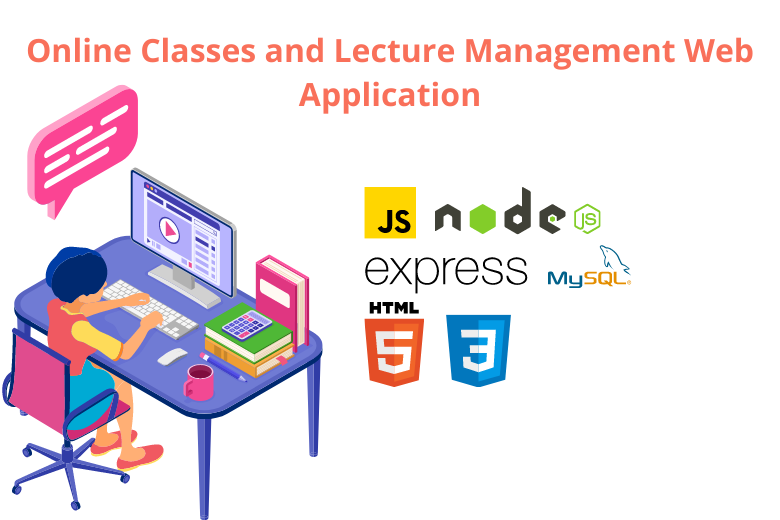 Online Classes and Lecture Management Web
Application
JS
node JS
express
MySQL®
HTML
5
3